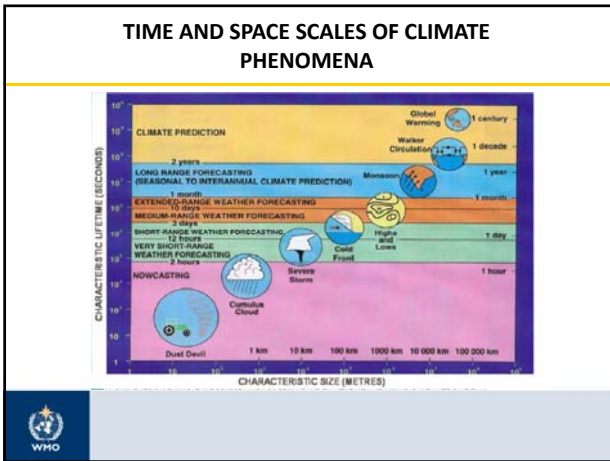 TIME AND SPACE SCALES OF CLIMATE
PHENOMENA
CHARACTERISTIC LIFETIME (SECONDS)
Global
Warming
1 century
CLIMATE PREDICTION
Walker
Circulation
1 decade
2 years
LONG RANGE FORECASTING
(SEASONAL TO INTERANNUAL CLIMATE PREDICTION)
Monsoon
1 year
1 month
EXTENDED-RANGE WEATHER FORECASTING
1 month
10 days
MEDIUM-RANGE WEATHER FORECASTING
3 days
SHORT-RANGE WEATHER FORECASTING
Highs
and
Lows
1 day
12 hours
VERY SHORT-RANGE
WEATHER FORECASTING
Cold
Front
2 hours
Severe
Storm
1 hour
NOWCASTING
Cumulus
Cloud
Dust Devil
1 km 10 km 100 km 1000 km 10 000 km 100 000 km
1
1
CHARACTERISTIC SIZE (METRES)
WMO